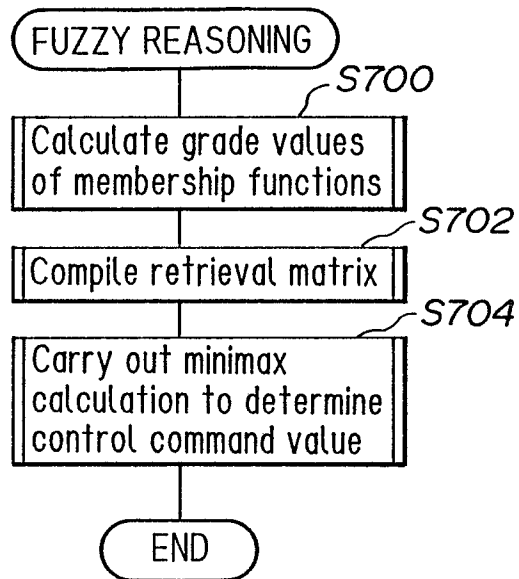 FUZZY REASONING
S700
Calculate grade values
of membership functions
S702
Compile retrieval matrix
S704
Carry out minimax
calculation to determine
control command value
END